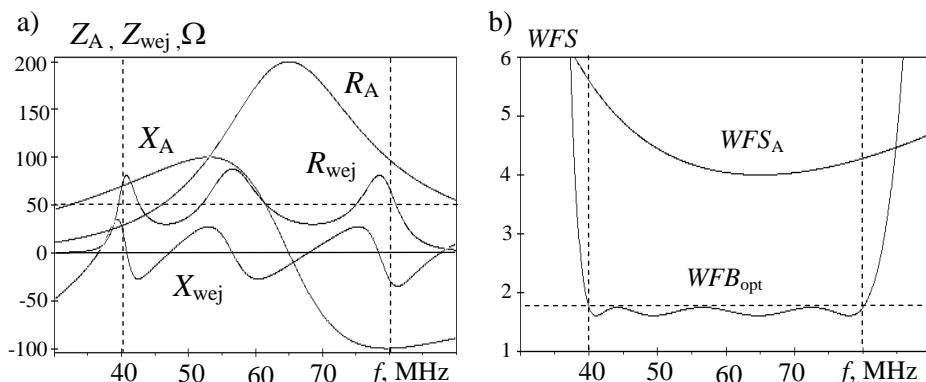 a)
Z_A , Z_wej ,Ω
200
150
100
50
0
-50
-100
R_A
X_A
R_wej
X_wej
40
50
60
70
f, MHz
b)
WFS
6
5
4
3
2
1
WFS_A
WFB_opt
40
50
60
70
80
f, MHz